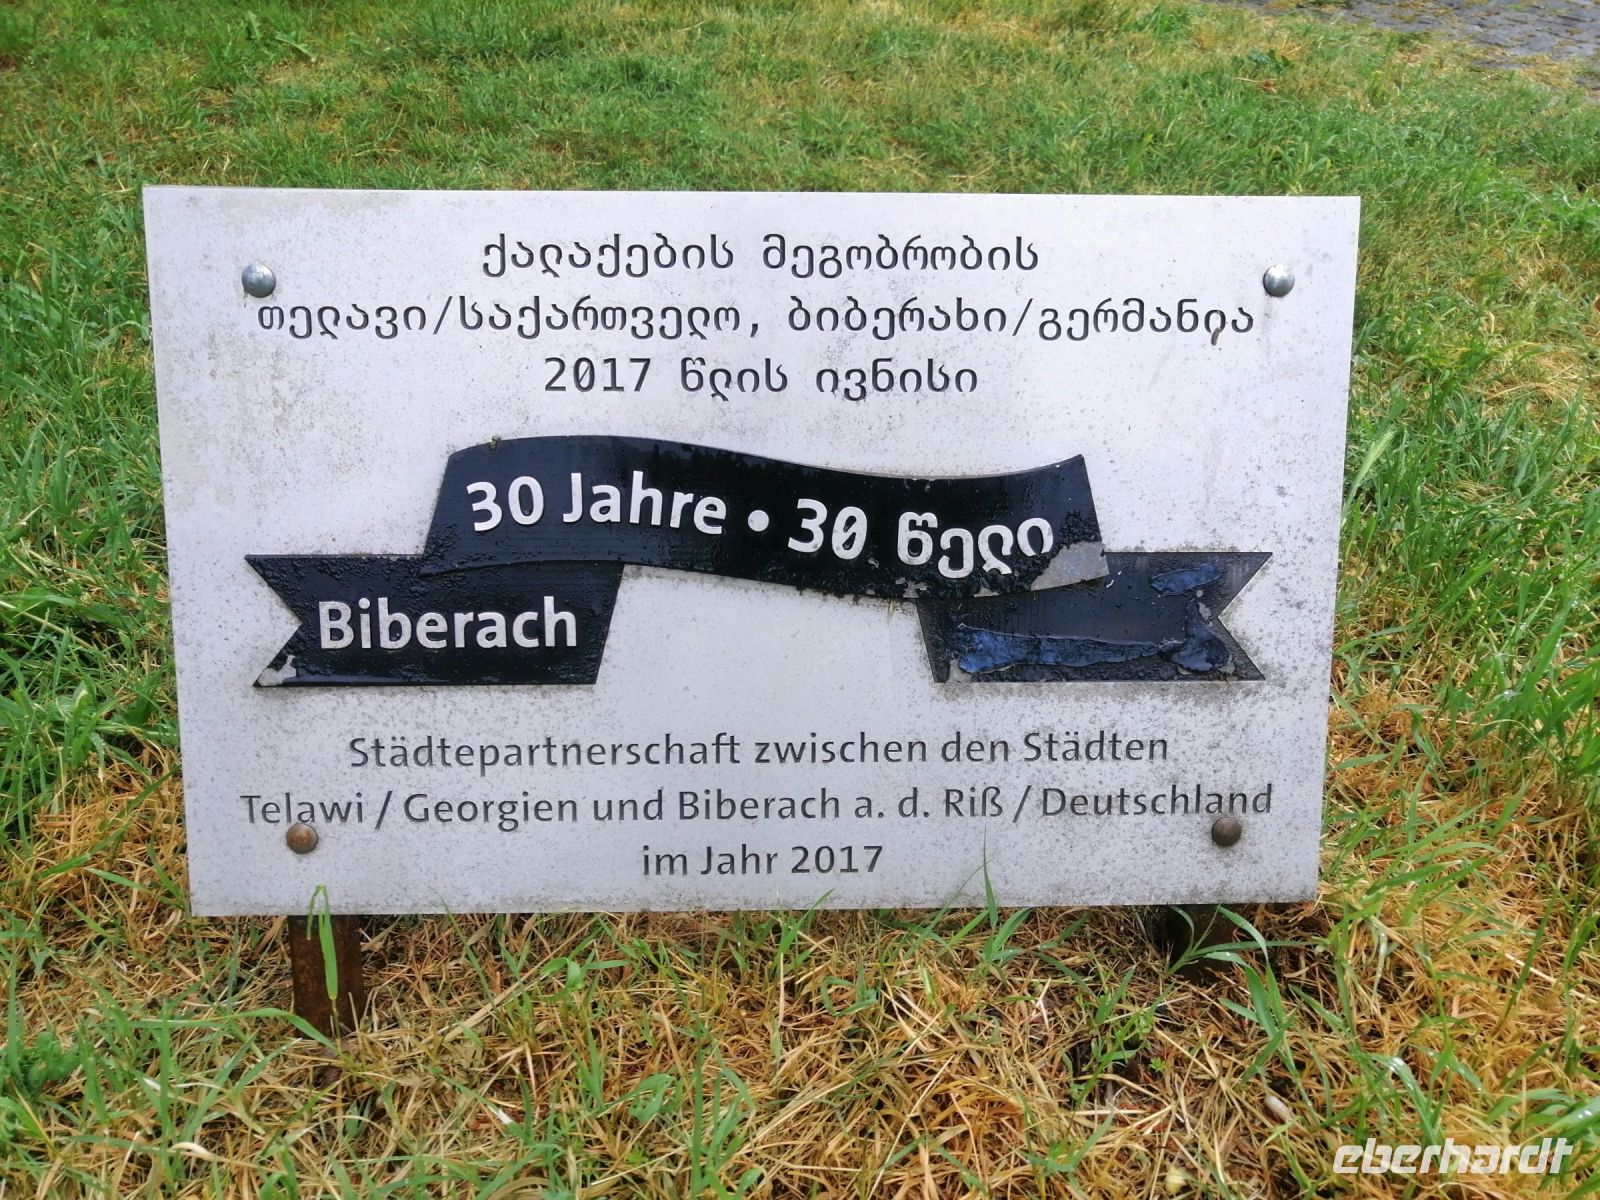 ქალაქების მეგობრობის
თელავი/საქართველო, ბიბერახი/გერმანია
2017 წლის ივნისი
30 Jahre • 30 წელი
Biberach
Städtepartnerschaft zwischen den Städten
Telawi / Georgien und Biberach a. d. Riß / Deutschland
im Jahr 2017
eberhardt